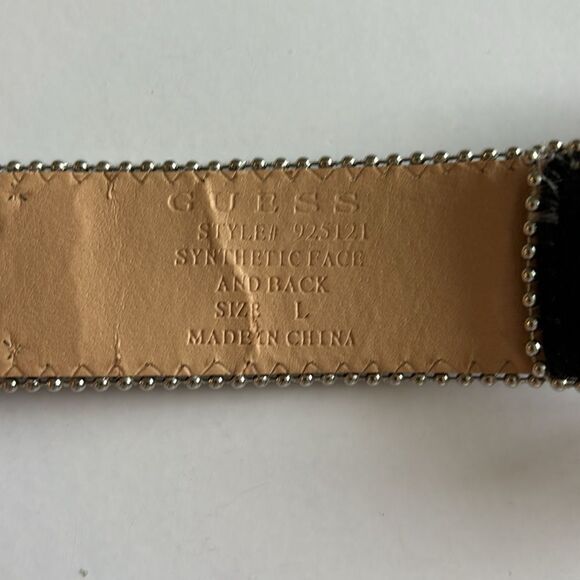 GUESS
STYLE# 925121
SYNTHETIC FACE
AND BACK
SIZE L
MADE IN CHINA